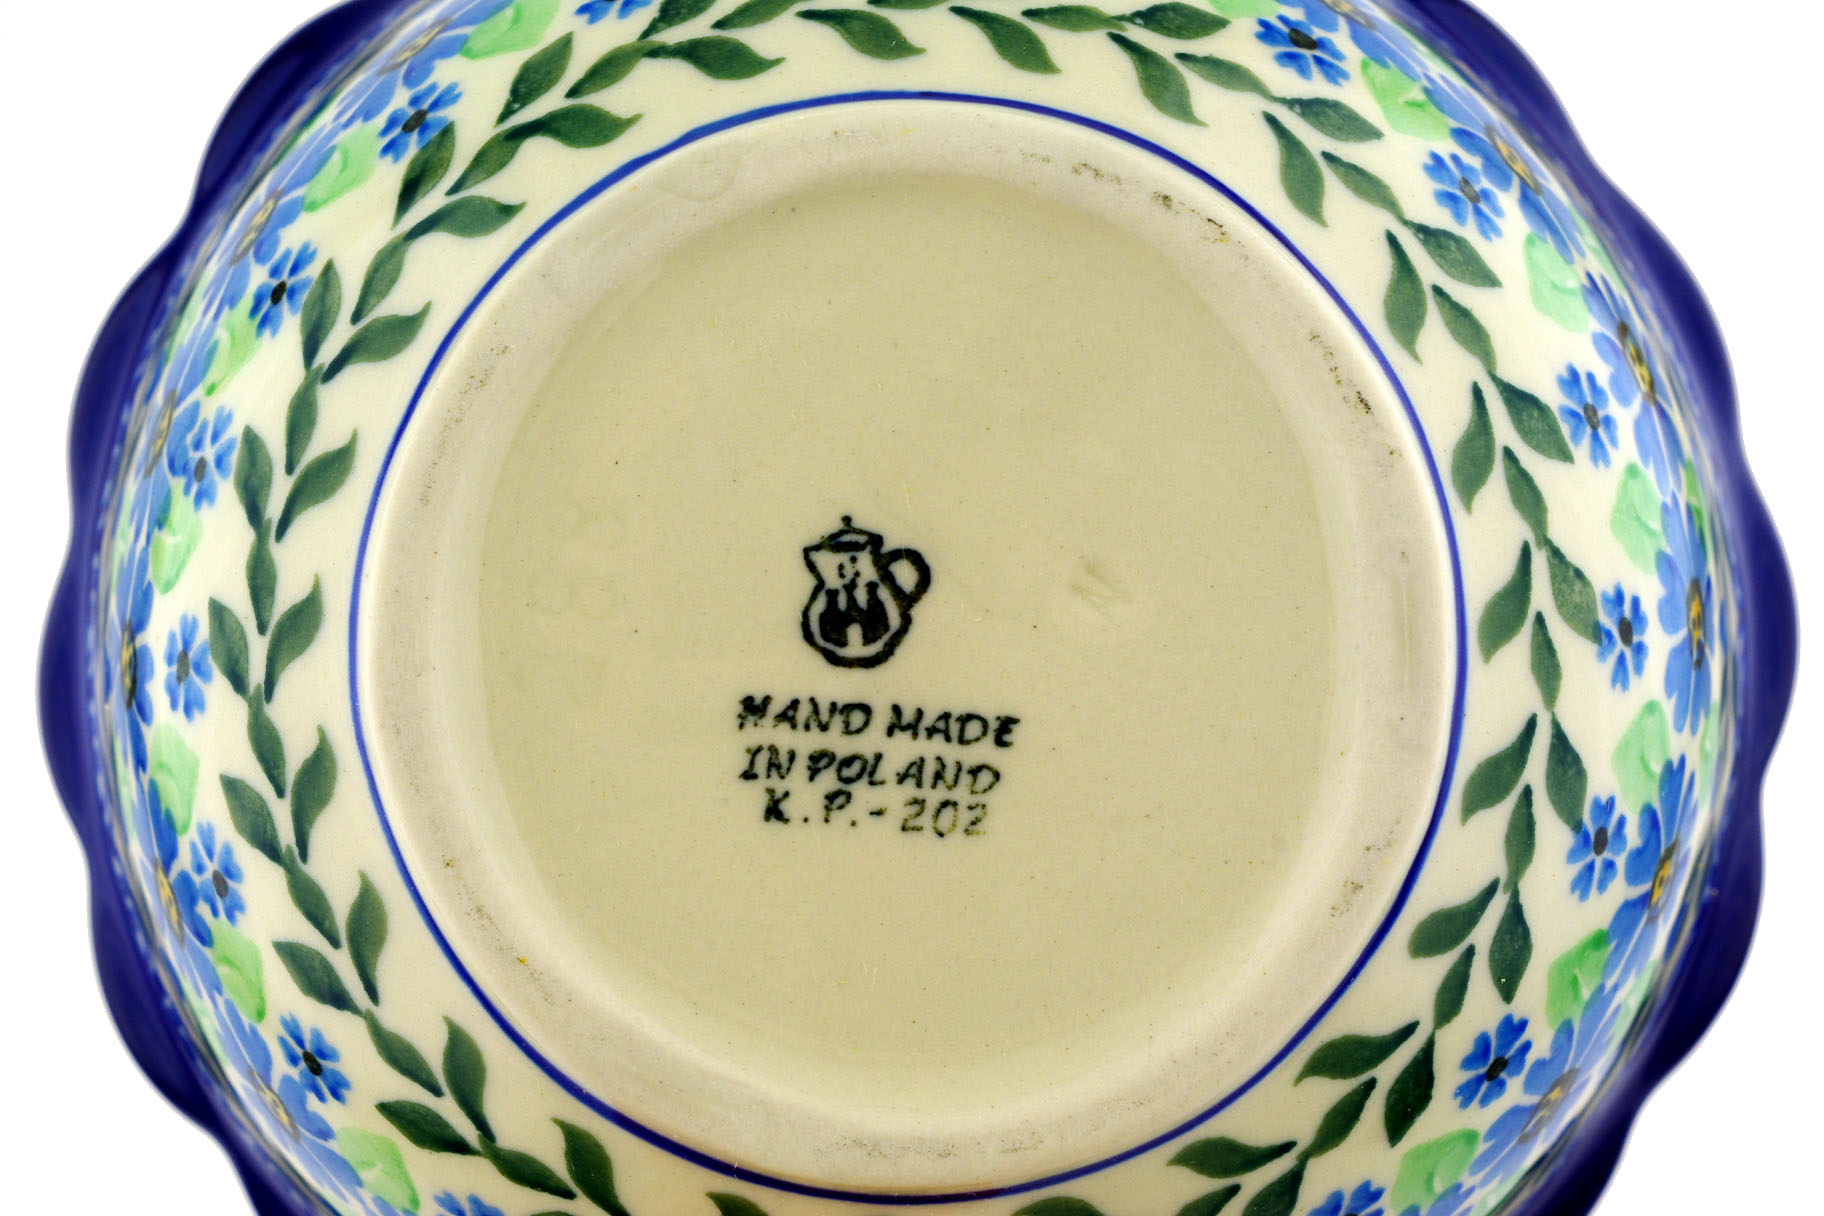 HAND MADE
IN POLAND
K.P.-202